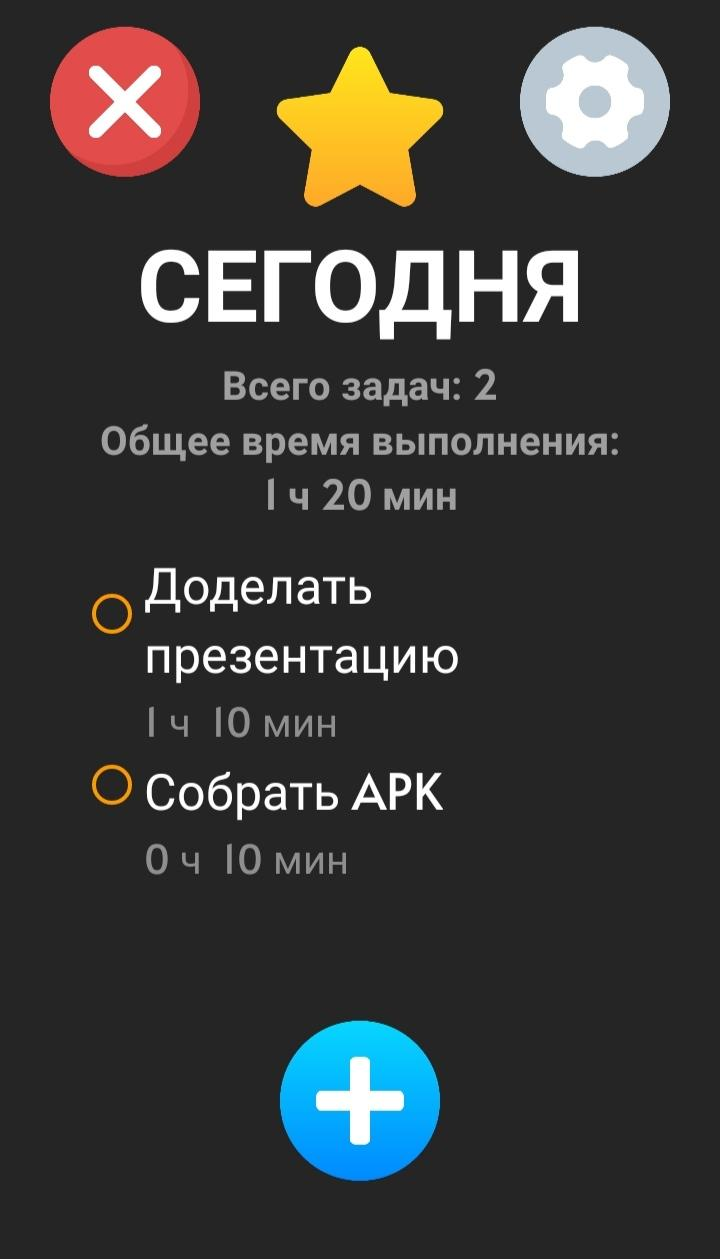 СЕГОДНЯ
Всего задач: 2
Общее время выполнения:
1 ч 20 мин
Доделать
презентацию
1 ч 10 мин
Собрать APK
0 ч 10 мин